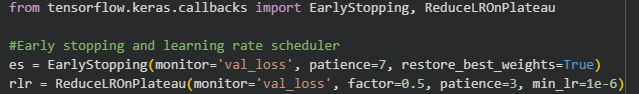 from tensorflow.keras.callbacks import EarlyStopping, ReduceLROnPlateau
#Early stopping and learning rate scheduler
es = EarlyStopping(monitor='val_loss', patience=7, restore_best_weights=True)
rlr = ReduceLROnPlateau(monitor='val_loss', factor=0.5, patience=3, min_lr=1e-6)